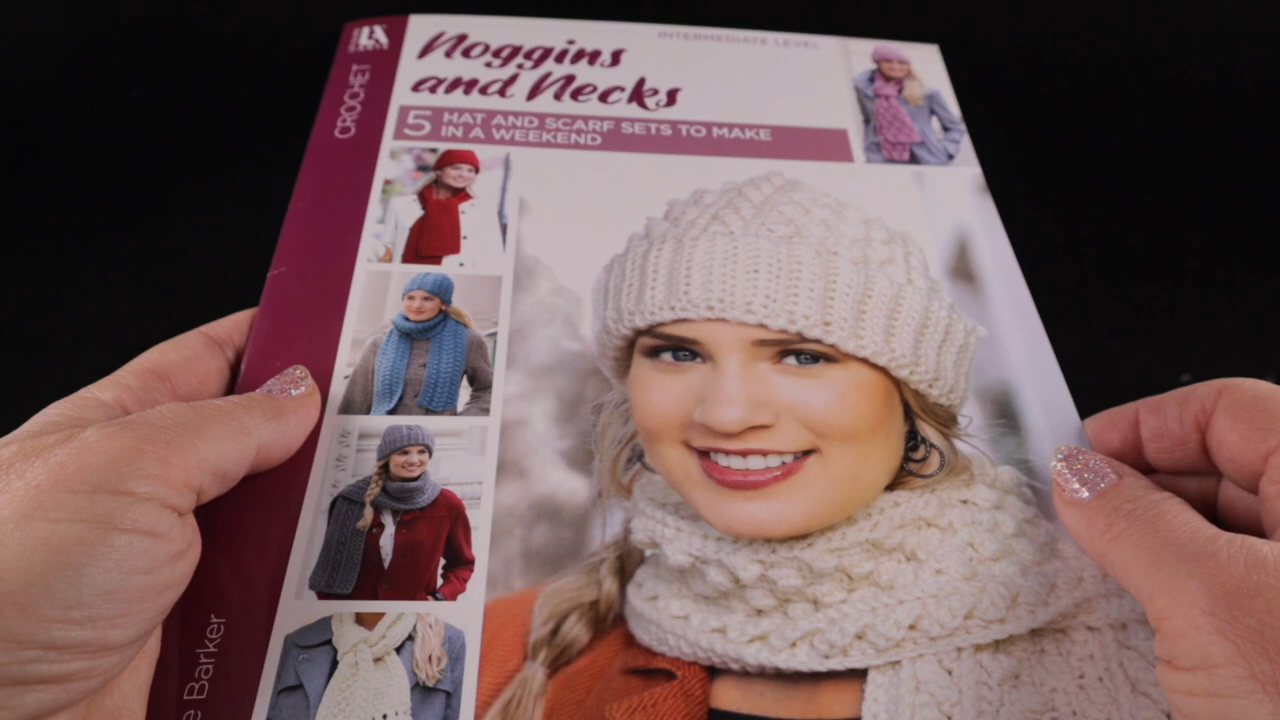 CROCHET
INTERMEDIATE LEVEL
Noggins
and Necks
5 HAT AND SCARF SETS TO MAKE
IN A WEEKEND
Barker